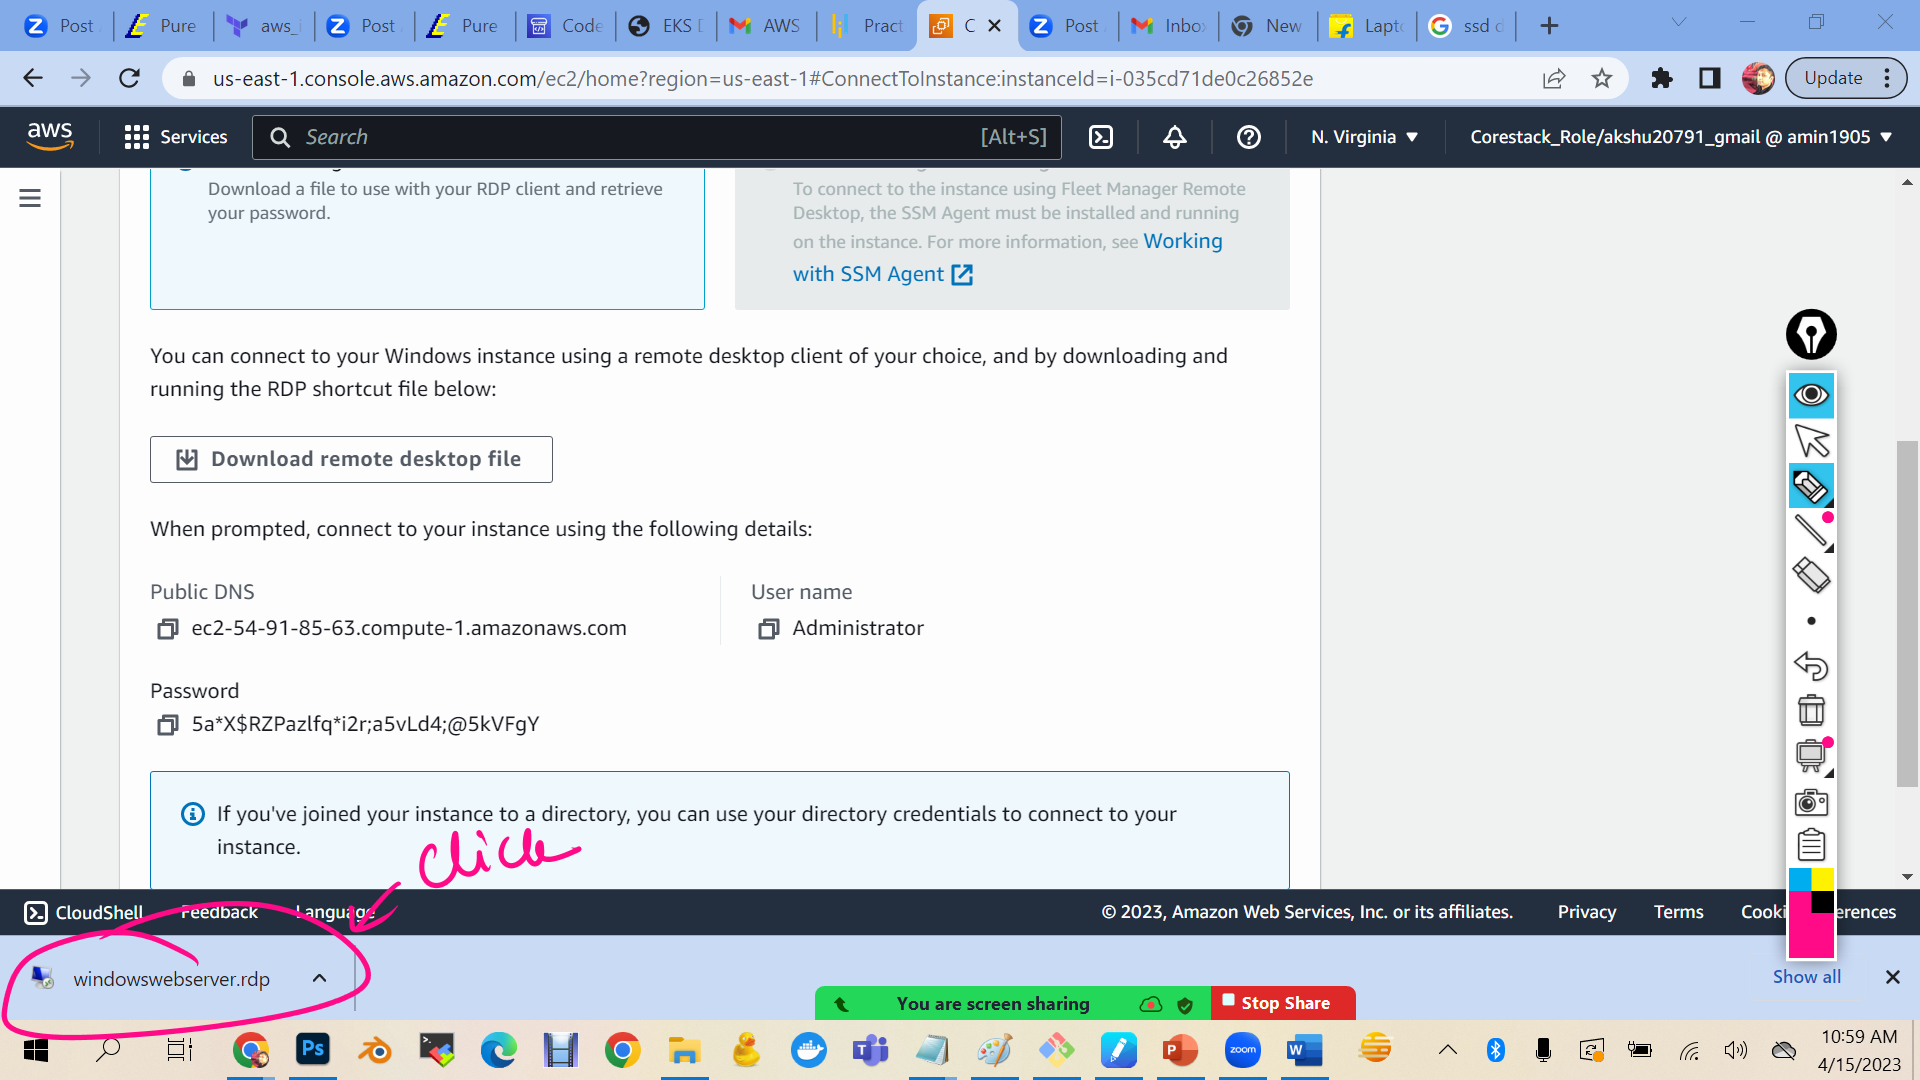 Post
Pure
aws_i
Post
Pure
Code
EKS D
AWS
Pract
C
Post
Inbox
New
Lapto
ssd d
us-east-1.console.aws.amazon.com/ec2/home?region=us-east-1#ConnectToInstance:instanceId=i-035cd71de0c26852e
Update
aws
Services
Search
[Alt+S]
N. Virginia
Corestack_Role/akshu20791_gmail @ amin1905
Download a file to use with your RDP client and retrieve
your password.
To connect to the instance using Fleet Manager Remote
Desktop, the SSM Agent must be installed and running
on the instance. For more information, see Working
with SSM Agent
You can connect to your Windows instance using a remote desktop client of your choice, and by downloading and
running the RDP shortcut file below:
Download remote desktop file
When prompted, connect to your instance using the following details:
Public DNS
ec2-54-91-85-63.compute-1.amazonaws.com
User name
Administrator
Password
5a*X$RZPazlfq*i2r;a5vLd4;@5kVFgY
If you've joined your instance to a directory, you can use your directory credentials to connect to your
instance.
click
CloudShell
Feedback
Language
© 2023, Amazon Web Services, Inc. or its affiliates.
Privacy
Terms
Cooki
erences
windowswebserver.rdp
Show all
You are screen sharing
Stop Share
Ps
zoom
10:59 AM
4/15/2023